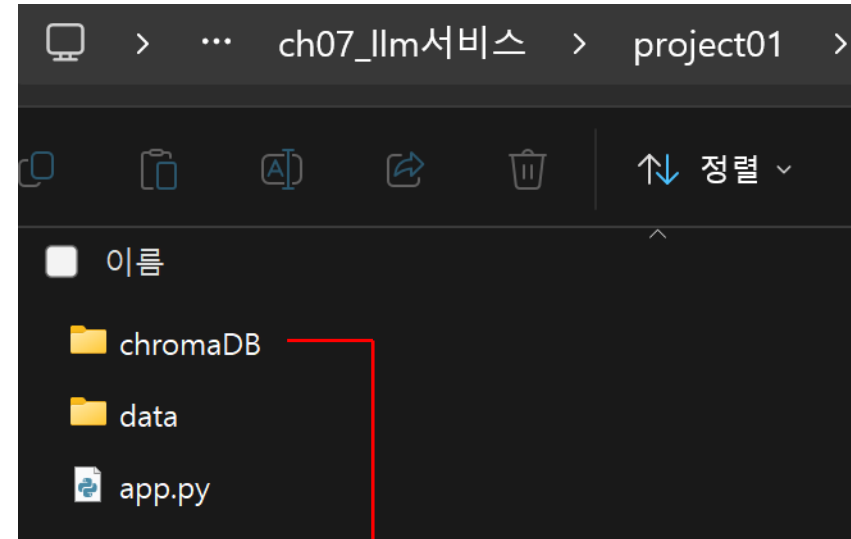 > ... ch07_llm서비스 > project01 >
정렬
이름
chromaDB
data
app.py